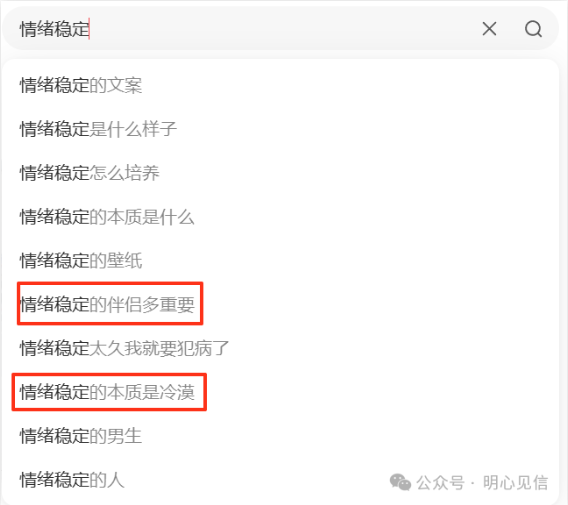 情绪稳定
情绪稳定的文案
情绪稳定是什么样子
情绪稳定怎么培养
情绪稳定的本质是什么
情绪稳定的壁纸
情绪稳定的伴侣多重要
情绪稳定太久我就要犯病了
情绪稳定的本质是冷漠
情绪稳定的男生
情绪稳定的人
公众号 · 明心见信